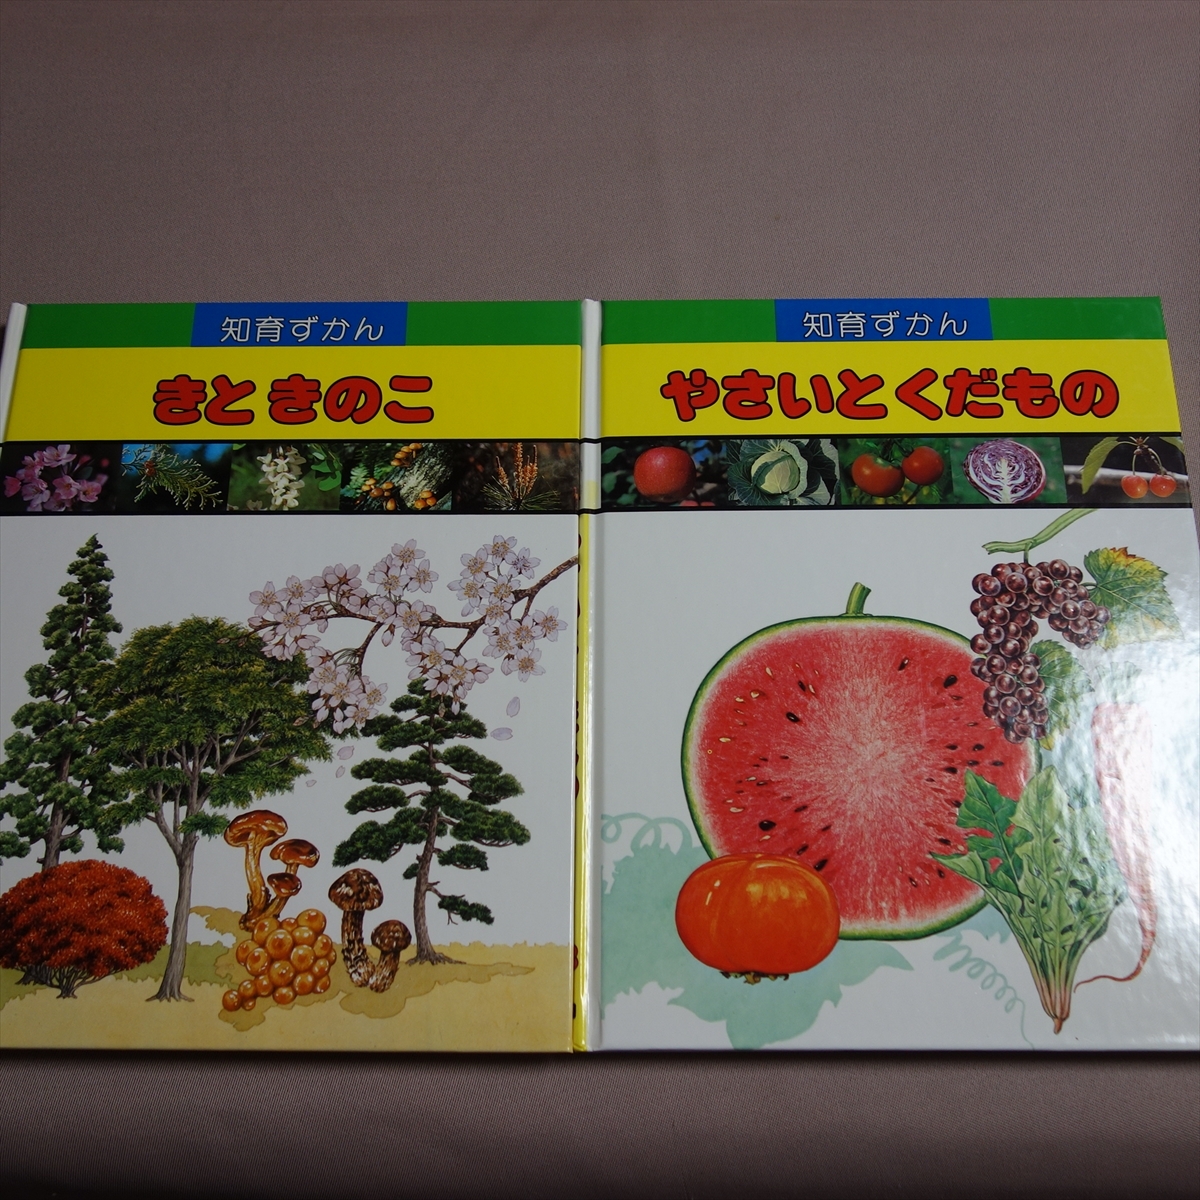 知育ずかん
きと きのこ
知育ずかん
やさいと くだもの